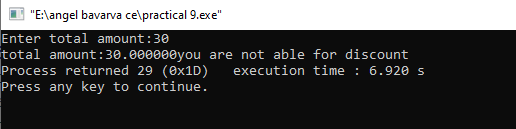 "E:\angel bavarva ce\practical 9.exe"
Enter total amount:30
total amount:30.000000you are not able for discount
Process returned 29 (0x1D)   execution time : 6.920 s
Press any key to continue.